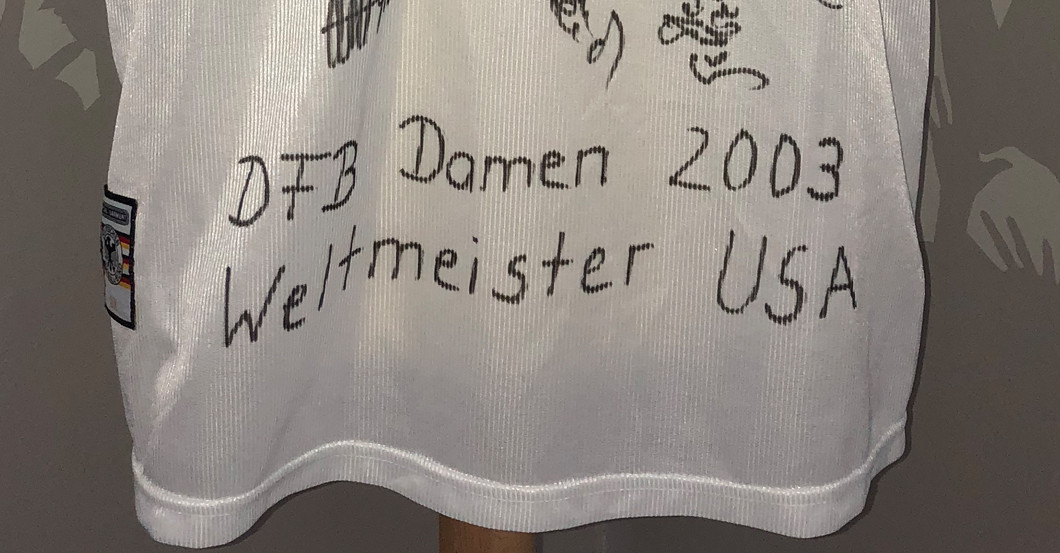 DFB Damen 2003
Weltmeister USA